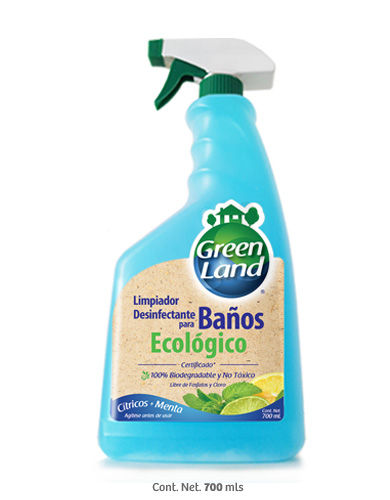 Green
Land
®
Limpiador
Desinfectante
para Baños
Ecológico
Certificado*
100% Biodegradable y No Tóxico
Libre de Fosfatos y Cloro
Cítricos + Menta
Agítese antes de usar
Cont. Net.
700 mL
Cont. Net. 700 mls